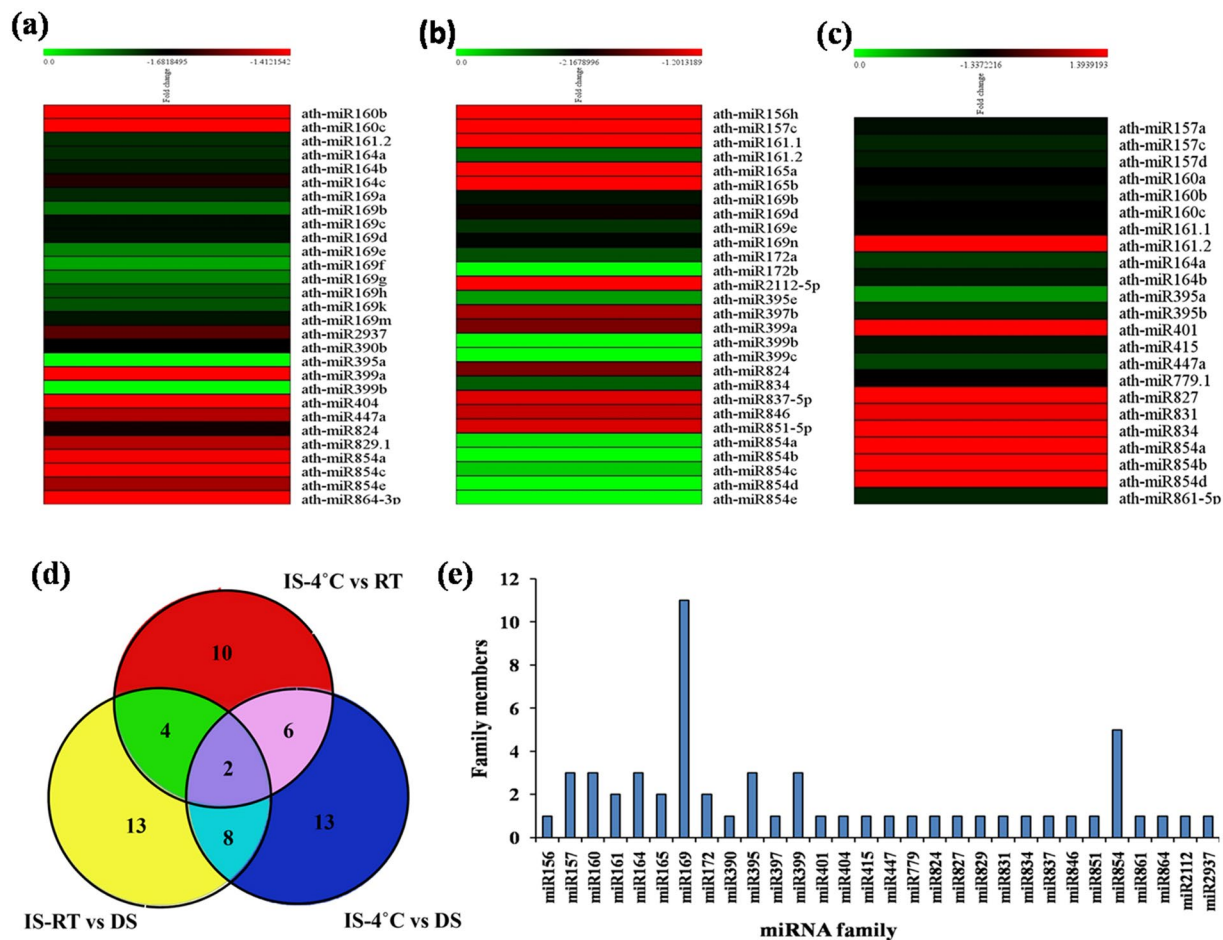 (a)
0.0 -1.6818495 -1.4121542
Fold change
ath-miR160b
ath-miR160c
ath-miR161.2
ath-miR164a
ath-miR164b
ath-miR164c
ath-miR169a
ath-miR169b
ath-miR169c
ath-miR169d
ath-miR169e
ath-miR169f
ath-miR169g
ath-miR169h
ath-miR169k
ath-miR169m
ath-miR2937
ath-miR390b
ath-miR395a
ath-miR399a
ath-miR399b
ath-miR404
ath-miR447a
ath-miR824
ath-miR829.1
ath-miR854a
ath-miR854c
ath-miR854e
ath-miR864-3p
(b)
0.0 -2.1678996 -1.2013189
Fold change
ath-miR156h
ath-miR157c
ath-miR161.1
ath-miR161.2
ath-miR165a
ath-miR165b
ath-miR169b
ath-miR169d
ath-miR169e
ath-miR169n
ath-miR172a
ath-miR172b
ath-miR2112-5p
ath-miR395e
ath-miR397b
ath-miR399a
ath-miR399b
ath-miR399c
ath-miR824
ath-miR834
ath-miR837-5p
ath-miR846
ath-miR851-5p
ath-miR854a
ath-miR854b
ath-miR854c
ath-miR854d
ath-miR854e
(c)
0.0 -1.3372216 1.3939193
Fold change
ath-miR157a
ath-miR157c
ath-miR157d
ath-miR160a
ath-miR160b
ath-miR160c
ath-miR161.1
ath-miR161.2
ath-miR164a
ath-miR164b
ath-miR395a
ath-miR395b
ath-miR401
ath-miR415
ath-miR447a
ath-miR779.1
ath-miR827
ath-miR831
ath-miR834
ath-miR854a
ath-miR854b
ath-miR854d
ath-miR861-5p
(d)
IS-4°C vs RT
10
4
6
2
13
8
13
IS-RT vs DS
IS-4°C vs DS
(e)
Family members
12
10
8
6
4
2
0
miR156
miR157
miR160
miR161
miR164
miR165
miR169
miR172
miR390
miR395
miR397
miR399
miR401
miR404
miR415
miR447
miR779
miR824
miR827
miR829
miR831
miR834
miR837
miR846
miR851
miR854
miR861
miR864
miR2112
miR2937
miRNA family